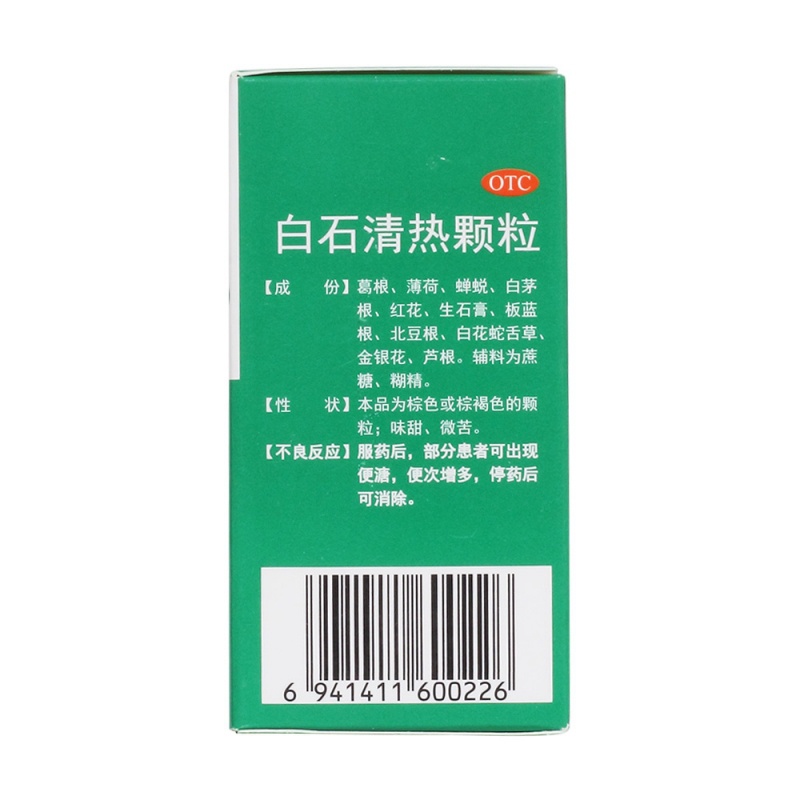 OTC
白石清热颗粒
【成　份】葛根、薄荷、蝉蜕、白茅
根、红花、生石膏、板蓝
根、北豆根、白花蛇舌草、
金银花、芦根。辅料为蔗
糖、糊精。
【性　状】本品为棕色或棕褐色的颗
粒；味甜、微苦。
【不良反应】服药后，部分患者可出现
便溏，便次增多，停药后
可消除。
6 941411 600226